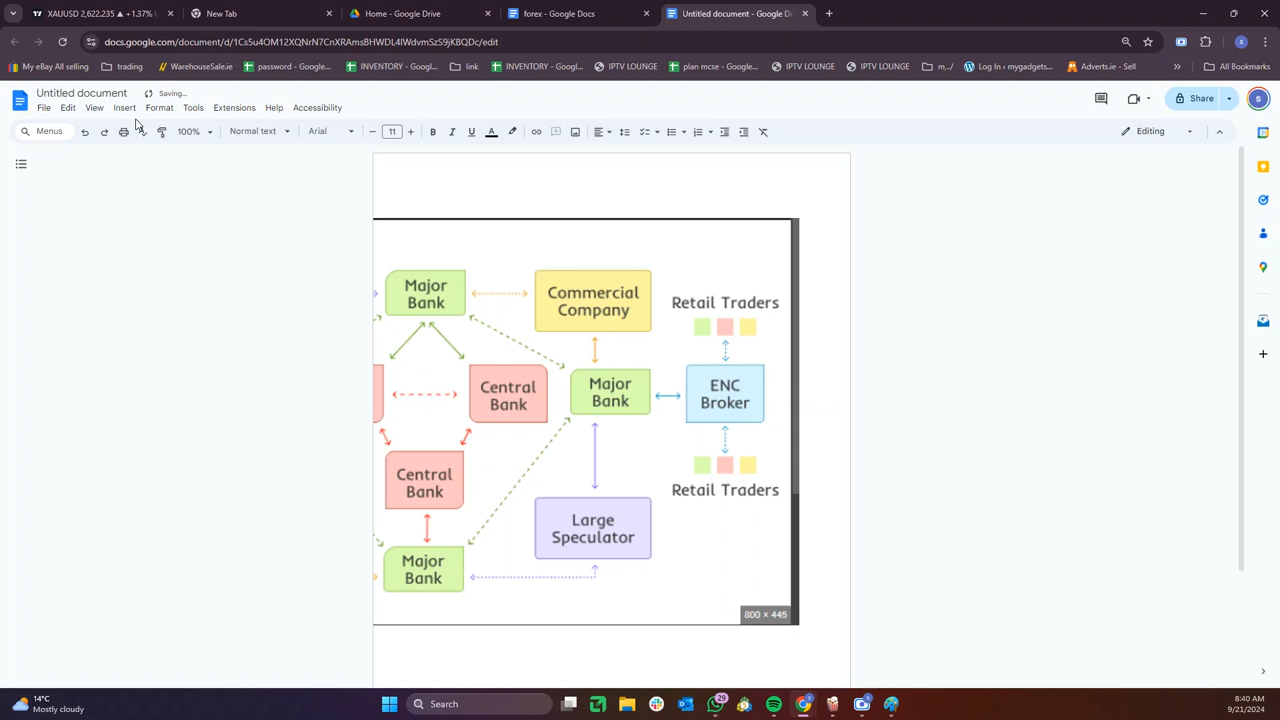 XAUUSD 2,622.235 ▲ +1.37%
New Tab
Home - Google Drive
forex - Google Docs
Untitled document - Google Do
docs.google.com/document/d/1Cs5u4OM12XQNrN7CnXRAmsBHWDL4lWdvmSzS9jKBQDc/edit
My eBay All selling
trading
WarehouseSale.ie
password - Google...
INVENTORY - Google...
link
INVENTORY - Google...
IPTV LOUNGE
plan mcse - Google...
IPTV LOUNGE
IPTV LOUNGE
m,./
Log In ‹ mygadgets...
Adverts.ie - Sell
All Bookmarks
Untitled document
Saving...
File Edit View Insert Format Tools Extensions Help Accessibility
Share
Menus
100%
Normal text
Arial
11
Editing
Major
Bank
Commercial
Company
Retail Traders
Central
Bank
Major
Bank
ENC
Broker
Central
Bank
Retail Traders
Large
Speculator
Major
Bank
800 × 445
14°C
Mostly cloudy
Search
29
8:40 AM
9/21/2024